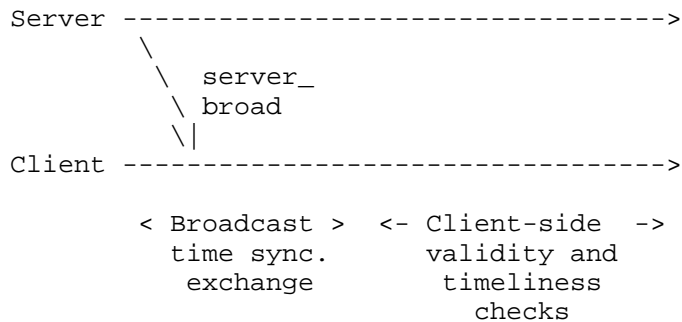 Server ---------------------------------->
\
\ server_
\ broad
\|
Client ---------------------------------->
< Broadcast > <- Client-side ->
time sync. validity and
exchange timeliness
checks